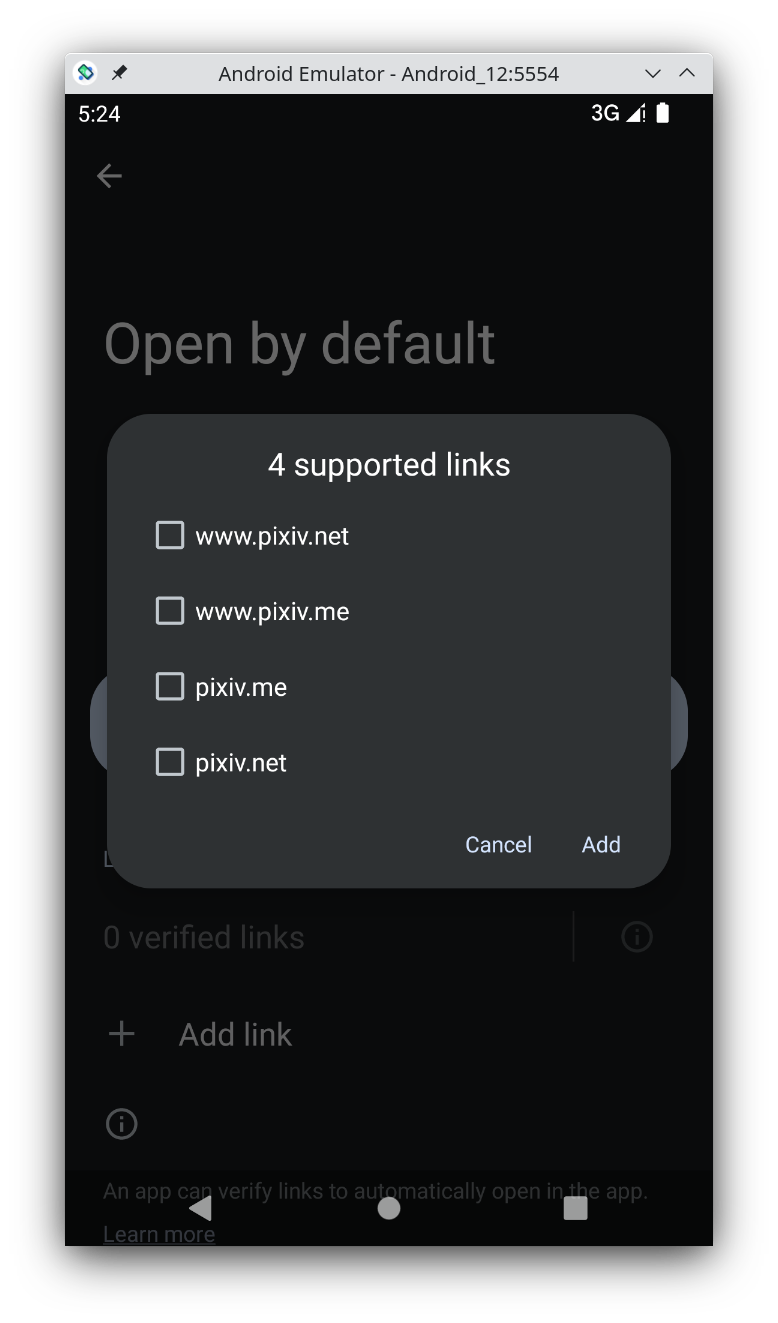 Android Emulator - Android_12:5554
5:24
3G
Open by default
4 supported links
www.pixiv.net
www.pixiv.me
pixiv.me
pixiv.net
Cancel Add
0 verified links
Add link
An app can verify links to automatically open in the app.
Learn more